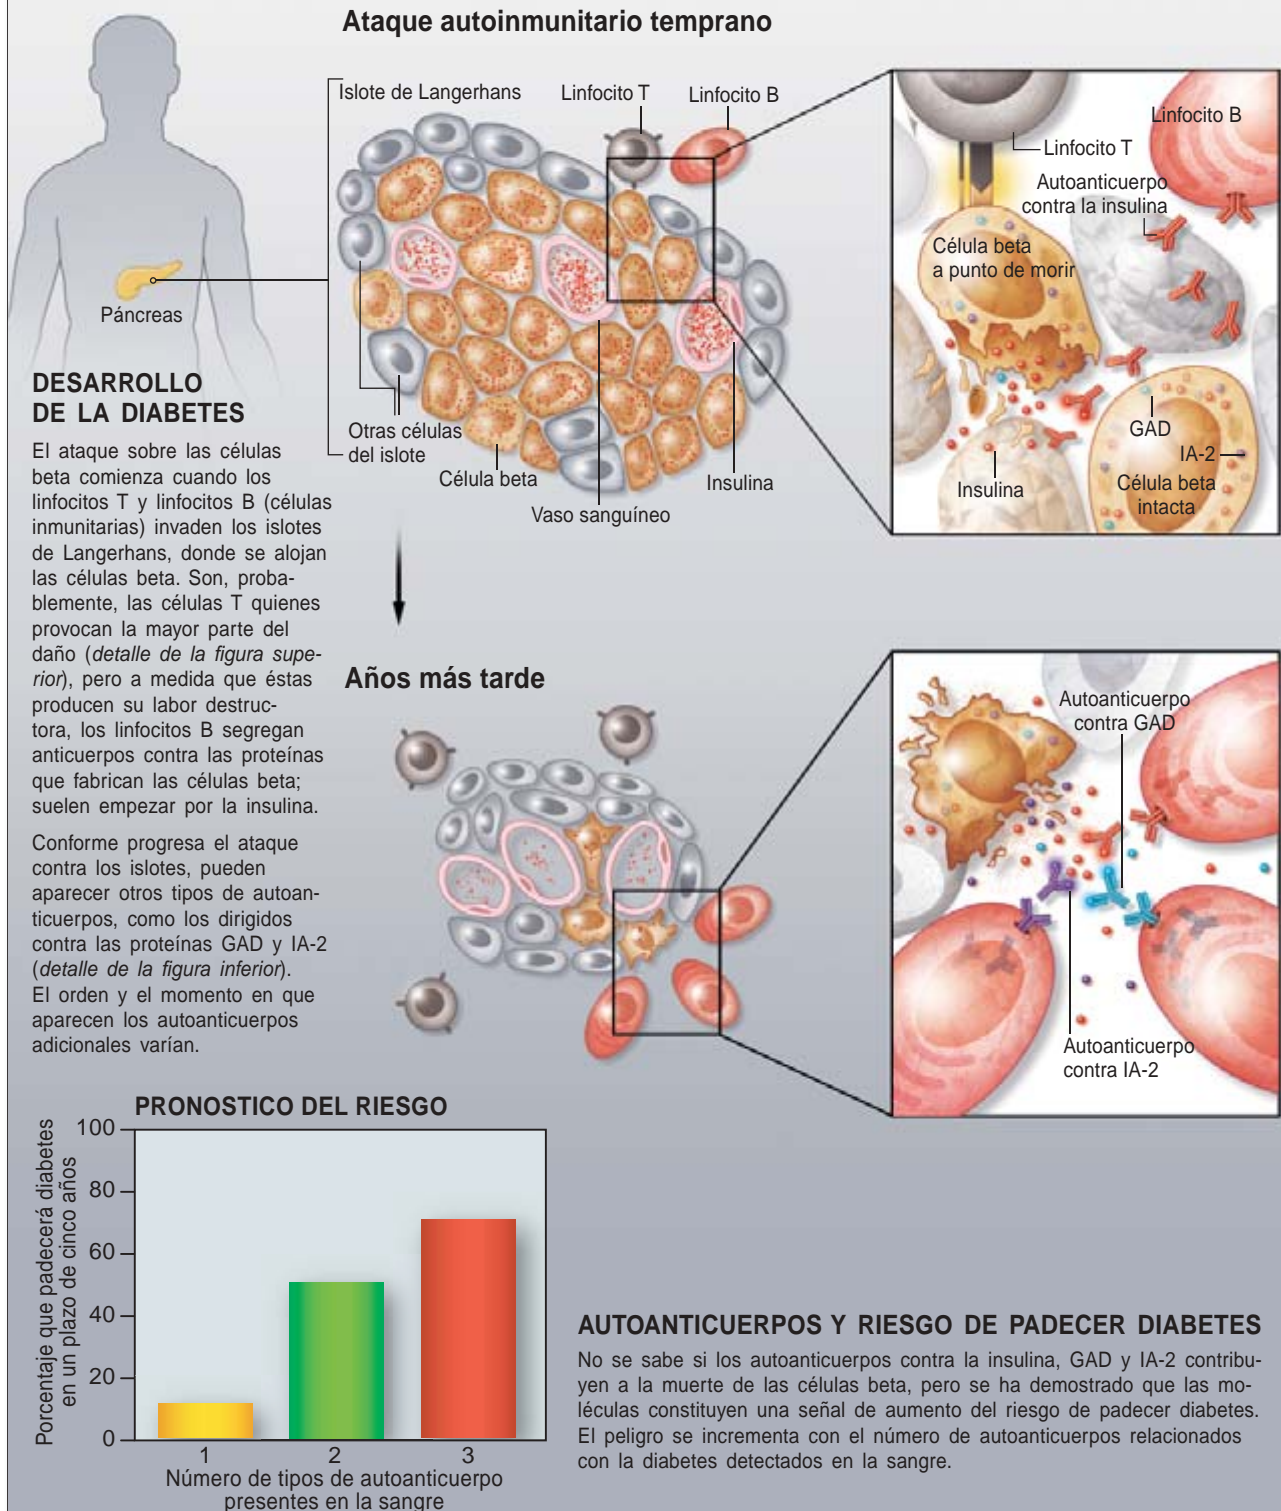 Ataque autoinmunitario temprano
Islote de Langerhans
Linfocito T
Linfocito B
Páncreas
Otras células
del islote
Célula beta
Vaso sanguíneo
Insulina
Linfocito B
Linfocito T
Autoanticuerpo
contra la insulina
Célula beta
a punto de morir
GAD
IA-2
Insulina
Célula beta
intacta
DESARROLLO
DE LA DIABETES
El ataque sobre las células
beta comienza cuando los
linfocitos T y linfocitos B (células
inmunitarias) invaden los islotes
de Langerhans, donde se alojan
las células beta. Son, proba-
blemente, las células T quienes
provocan la mayor parte del
daño (detalle de la figura supe-
rior), pero a medida que éstas
producen su labor destruc-
tora, los linfocitos B segregan
anticuerpos contra las proteínas
que fabrican las células beta;
suelen empezar por la insulina.
Conforme progresa el ataque
contra los islotes, pueden
aparecer otros tipos de autoan-
ticuerpos, como los dirigidos
contra las proteínas GAD y IA-2
(detalle de la figura inferior).
El orden y el momento en que
aparecen los autoanticuerpos
adicionales varían.
Años más tarde
Autoanticuerpo
contra GAD
Autoanticuerpo
contra IA-2
PRONOSTICO DEL RIESGO
Porcentaje que padecerá diabetes
en un plazo de cinco años
100
80
60
40
20
0
1 2 3
Número de tipos de autoanticuerpo
presentes en la sangre
AUTOANTICUERPOS Y RIESGO DE PADECER DIABETES
No se sabe si los autoanticuerpos contra la insulina, GAD y IA-2 contribu-
yen a la muerte de las células beta, pero se ha demostrado que las mo-
léculas constituyen una señal de aumento del riesgo de padecer diabetes.
El peligro se incrementa con el número de autoanticuerpos relacionados
con la diabetes detectados en la sangre.